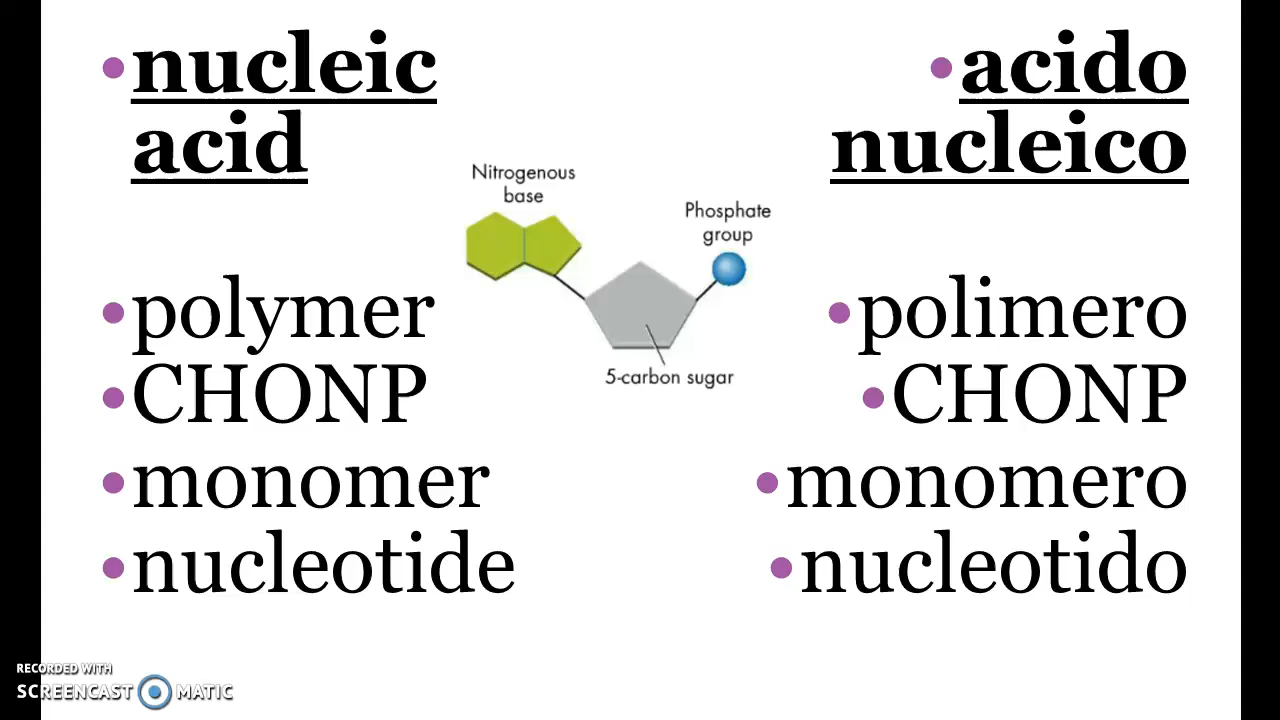 •nucleic
acid
•polymer
•CHONP
•monomer
•nucleotide
Nitrogenous
base
Phosphate
group
5-carbon sugar
•acido
nucleico
•polimero
•CHONP
•monomero
•nucleotido
RECORDED WITH
SCREENCAST MATIC